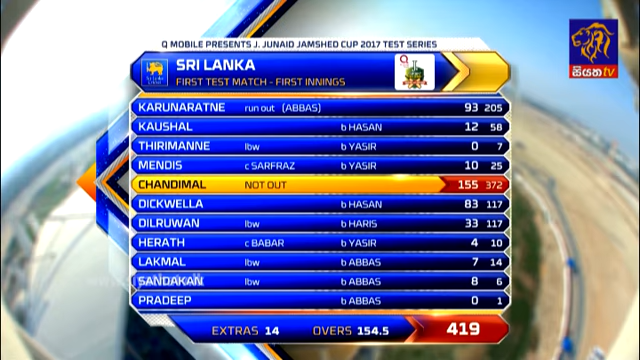 Q MOBILE PRESENTS J. JUNAID JAMSHED CUP 2017 TEST SERIES
SRI LANKA
FIRST TEST MATCH - FIRST INNINGS
සියත tv
KARUNARATNE run out (ABBAS) 93 205
KAUSHAL b HASAN 12 58
THIRIMANNE lbw b YASIR 0 7
MENDIS c SARFRAZ b YASIR 10 25
CHANDIMAL NOT OUT 155 372
DICKWELLA b HASAN 83 117
DILRUWAN lbw b HARIS 33 117
HERATH c BABAR b YASIR 4 10
LAKMAL lbw b ABBAS 7 14
SANDAKAN lbw b ABBAS 8 6
PRADEEP b ABBAS 0 1
EXTRAS 14 OVERS 154.5 419